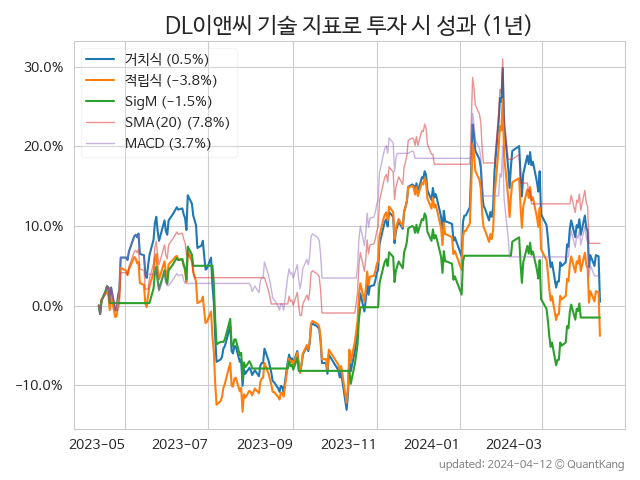 DL이앤씨 기술 지표로 투자 시 성과 (1년)
거치식 (0.5%)
적립식 (−3.8%)
SigM (−1.5%)
SMA(20) (7.8%)
MACD (3.7%)
30.0%
20.0%
10.0%
0.0%
−10.0%
2023-05 2023-07 2023-09 2023-11 2024-01 2024-03
updated: 2024-04-12 © QuantKang